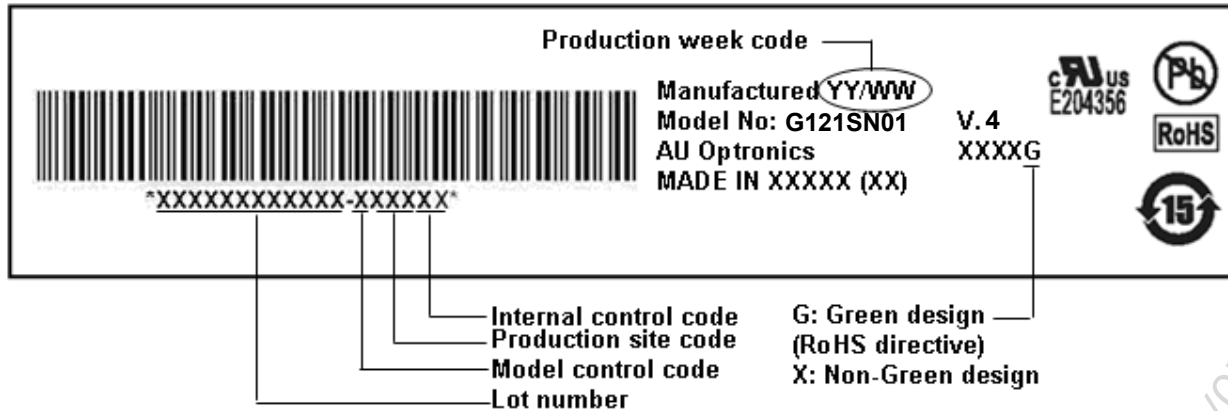 Production week code
Manufactured YY/WW
Model No: G121SN01 V.4
AU Optronics XXXXG
MADE IN XXXXX (XX)
*XXXXXXXXXXXX-XXXXXX*
c RU us
E204356
Pb
RoHS
15
Internal control code
Production site code
Model control code
Lot number
G: Green design
(RoHS directive)
X: Non-Green design